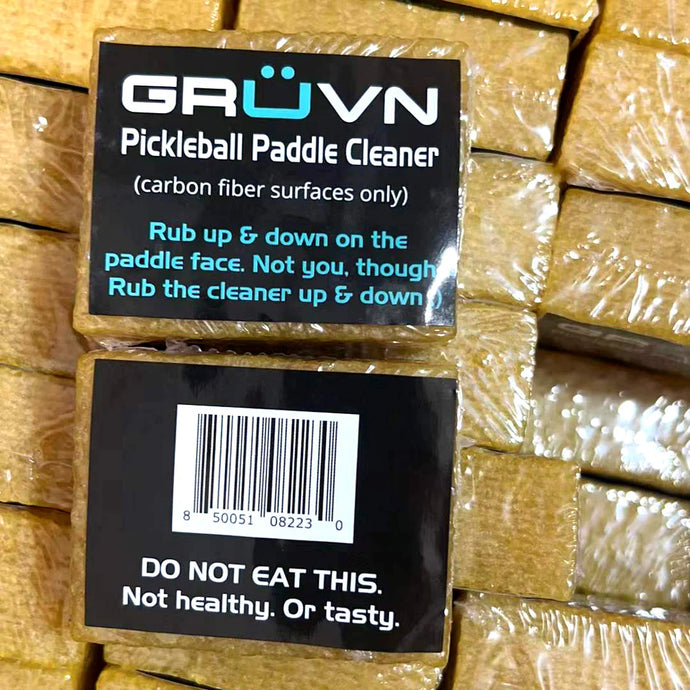 GRÜVN
Pickleball Paddle Cleaner
(carbon fiber surfaces only)
Rub up & down on the
paddle face. Not you, though.
Rub the cleaner up & down :)
8 50051 08223 0
DO NOT EAT THIS.
Not healthy. Or tasty.